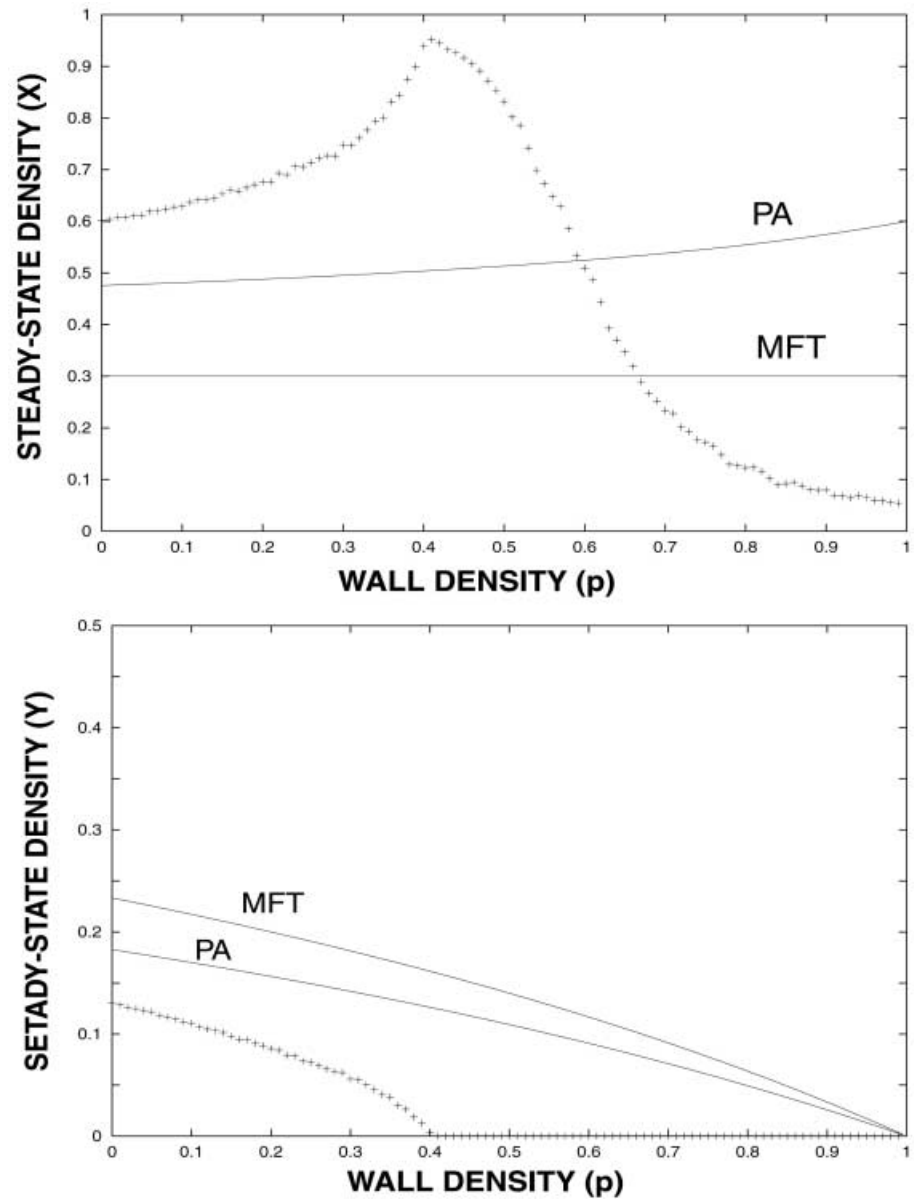 STEADY-STATE DENSITY (X)
1
0.9
0.8
0.7
0.6
0.5
0.4
0.3
0.2
0.1
0
PA
MFT
0 0.1 0.2 0.3 0.4 0.5 0.6 0.7 0.8 0.9 1
WALL DENSITY (p)
SETADY-STATE DENSITY (Y)
0.5
0.4
0.3
0.2
0.1
0
MFT
PA
0 0.1 0.2 0.3 0.4 0.5 0.6 0.7 0.8 0.9 1
WALL DENSITY (p)